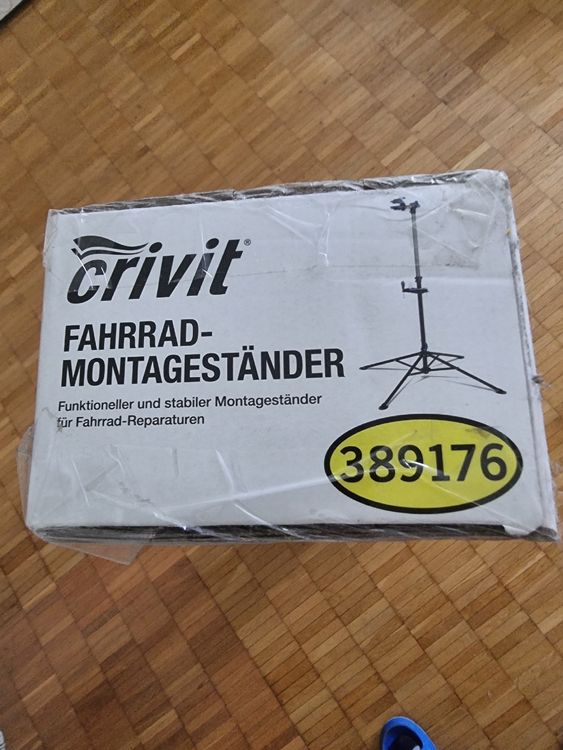 crivit®
FAHRRAD-
MONTAGESTÄNDER
Funktioneller und stabiler Montageständer
für Fahrrad-Reparaturen
389176